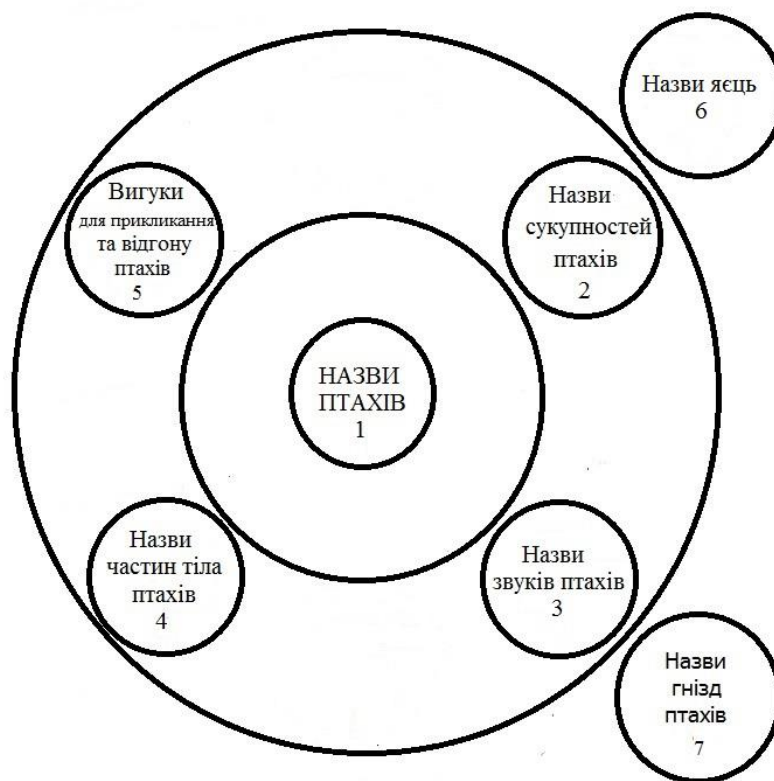 Назви яєць
6
Вигуки
для прикликання
та відгону
птахів
5
Назви
сукупностей
птахів
2
НАЗВИ
ПТАХІВ
1
Назви
частин тіла
птахів
4
Назви
звуків птахів
3
Назви
гнізд
птахів
7